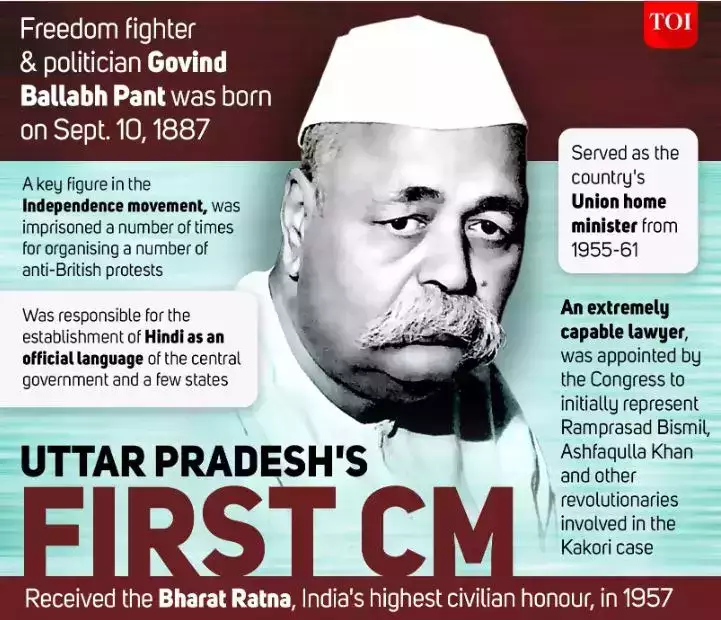 TOI
Freedom fighter
& politician Govind
Ballabh Pant was born
on Sept. 10, 1887
A key figure in the
Independence movement, was
imprisoned a number of times
for organising a number of
anti-British protests
Was responsible for the
establishment of Hindi as an
official language of the central
government and a few states
Served as the
country's
Union home
minister from
1955-61
An extremely
capable lawyer,
was appointed by
the Congress to
initially represent
Ramprasad Bismil,
Ashfaqulla Khan
and other
revolutionaries
involved in the
Kakori case
UTTAR PRADESH'S
FIRST CM
Received the Bharat Ratna, India's highest civilian honour, in 1957